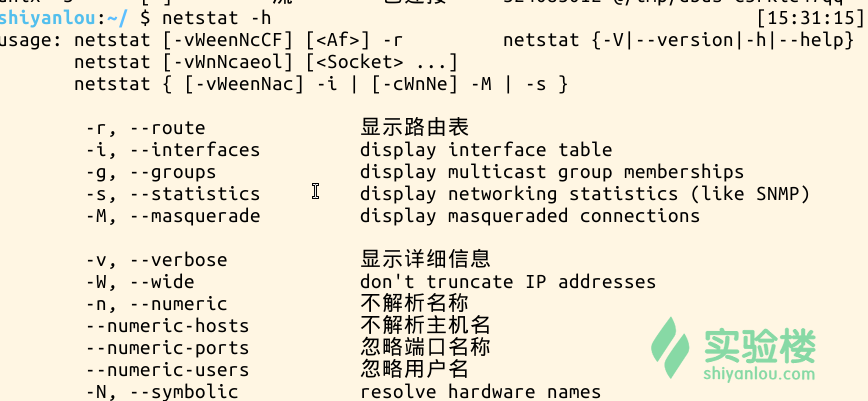 shiyanlou:~/ $ netstat -h [15:31:15]
usage: netstat [-vWeenNcCF] [<Af>] -r netstat {-V|--version|-h|--help}
netstat [-vWnNcaeol] [<Socket> ...]
netstat { [-vWeenNac] -i | [-cWnNe] -M | -s }
-r, --route 显示路由表
-i, --interfaces display interface table
-g, --groups display multicast group memberships
-s, --statistics display networking statistics (like SNMP)
-M, --masquerade display masqueraded connections
-v, --verbose 显示详细信息
-W, --wide don't truncate IP addresses
-n, --numeric 不解析名称
--numeric-hosts 不解析主机名
--numeric-ports 忽略端口名称
--numeric-users 忽略用户名
-N, --symbolic resolve hardware names
实验楼
shiyanlou.com